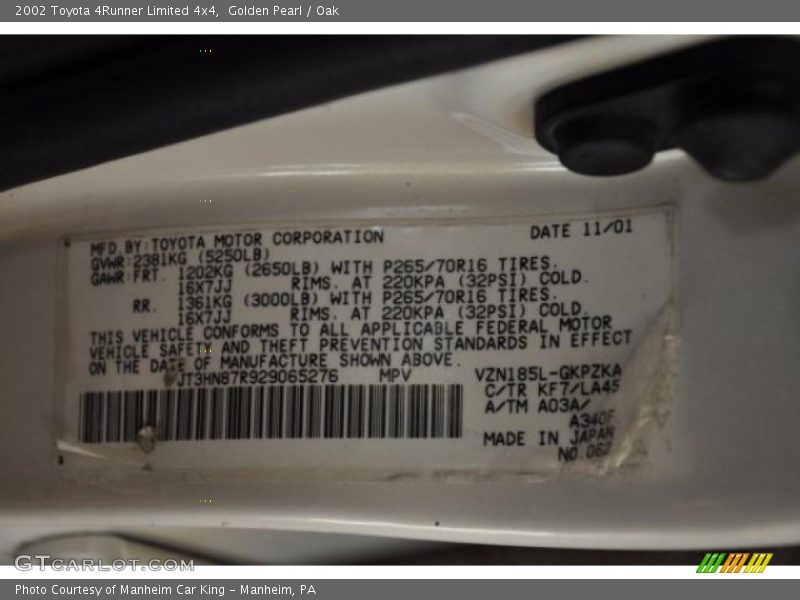 2002 Toyota 4Runner Limited 4x4, Golden Pearl / Oak
MFD.BY:TOYOTA MOTOR CORPORATION DATE 11/01
GVWR:2381KG (5250LB)
GAWR:FRT. 1202KG (2650LB) WITH P265/70R16 TIRES.
16X7JJ RIMS. AT 220KPA (32PSI) COLD.
RR. 1361KG (3000LB) WITH P265/70R16 TIRES.
16X7JJ RIMS. AT 220KPA (32PSI) COLD.
THIS VEHICLE CONFORMS TO ALL APPLICABLE FEDERAL MOTOR
VEHICLE SAFETY AND THEFT PREVENTION STANDARDS IN EFFECT
ON THE DATE OF MANUFACTURE SHOWN ABOVE.
JT3HN87R929065276 MPV VZN185L-GKPZKA
C/TR KF7/LA45
A/TM A03A/
A340F
MADE IN JAPAN
NO.062
GTcarlot.com
Photo Courtesy of Manheim Car King - Manheim, PA